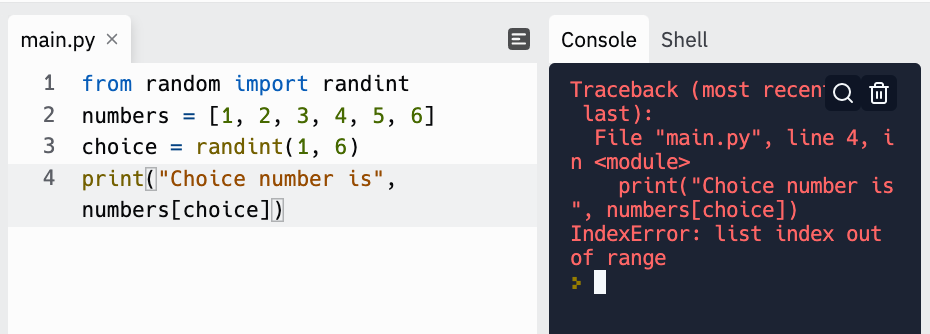 main.py ×
Console Shell
1 from random import randint
2 numbers = [1, 2, 3, 4, 5, 6]
3 choice = randint(1, 6)
4 print("Choice number is",
numbers[choice])
Traceback (most recen
last):
File "main.py", line 4, i
n <module>
print("Choice number is
", numbers[choice])
IndexError: list index out
of range
>